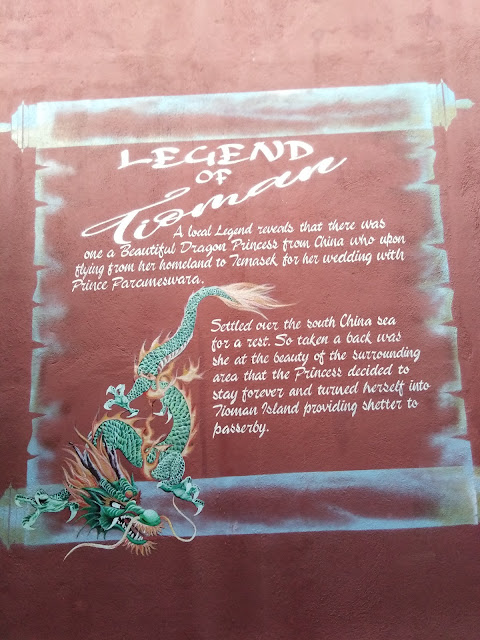 LEGEND
OF
Tioman
A local Legend reveals that there was
one a Beautiful Dragon Princess from China who upon
flying from her homeland to Temasek for her wedding with
Prince Parameswara.
Settled over the south China sea
for a rest. So taken a back was
she at the beauty of the surrounding
area that the Princess decided to
stay forever and turned herself into
Tioman Island providing shetter to
passerby.